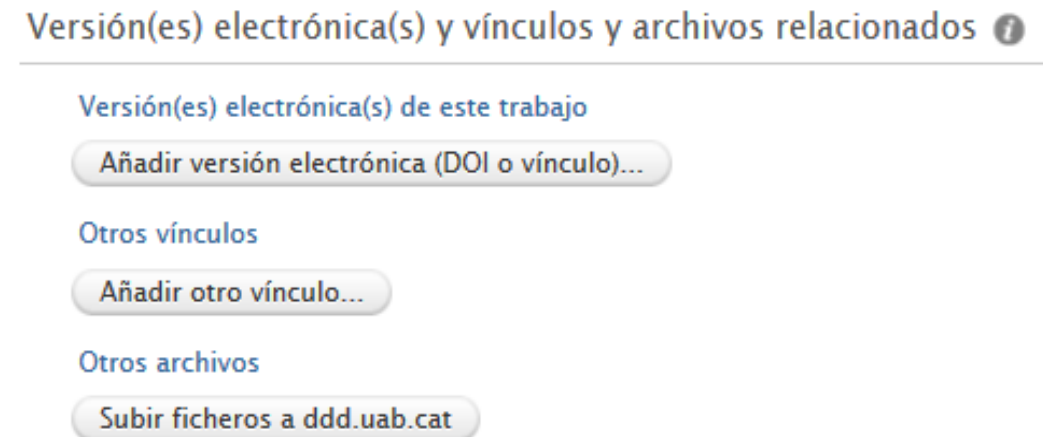 Versión(es) electrónica(s) y vínculos y archivos relacionados
Versión(es) electrónica(s) de este trabajo
Añadir versión electrónica (DOI o vínculo)...
Otros vínculos
Añadir otro vínculo...
Otros archivos
Subir ficheros a ddd.uab.cat